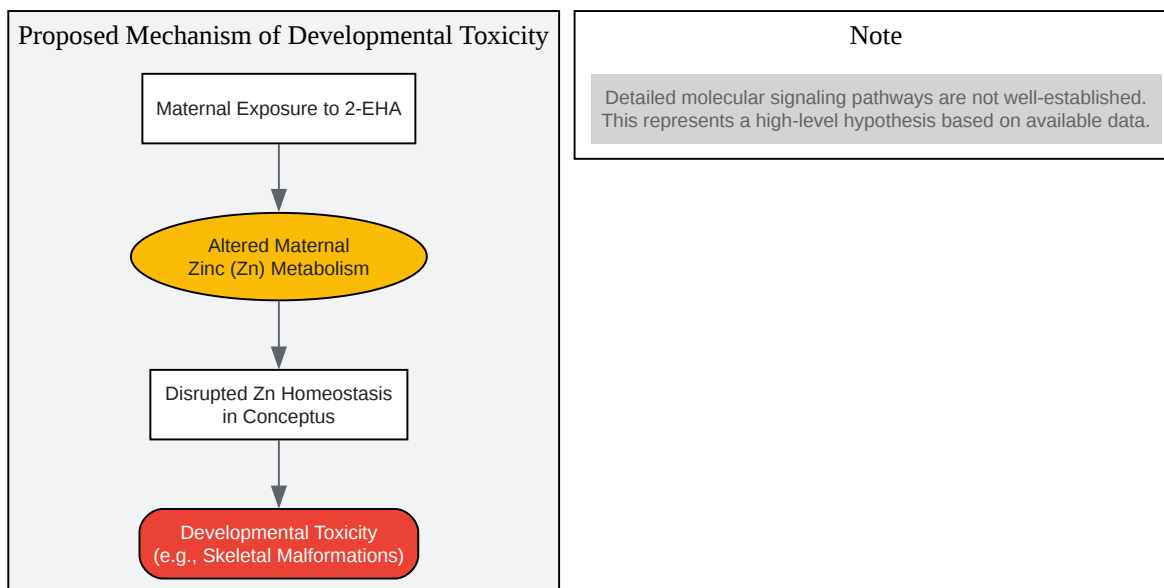 Proposed Mechanism of Developmental Toxicity
Maternal Exposure to 2-EHA
Altered Maternal
Zinc (Zn) Metabolism
Disrupted Zn Homeostasis
in Conceptus
Developmental Toxicity
(e.g., Skeletal Malformations)
Note
Detailed molecular signaling pathways are not well-established.
This represents a high-level hypothesis based on available data.